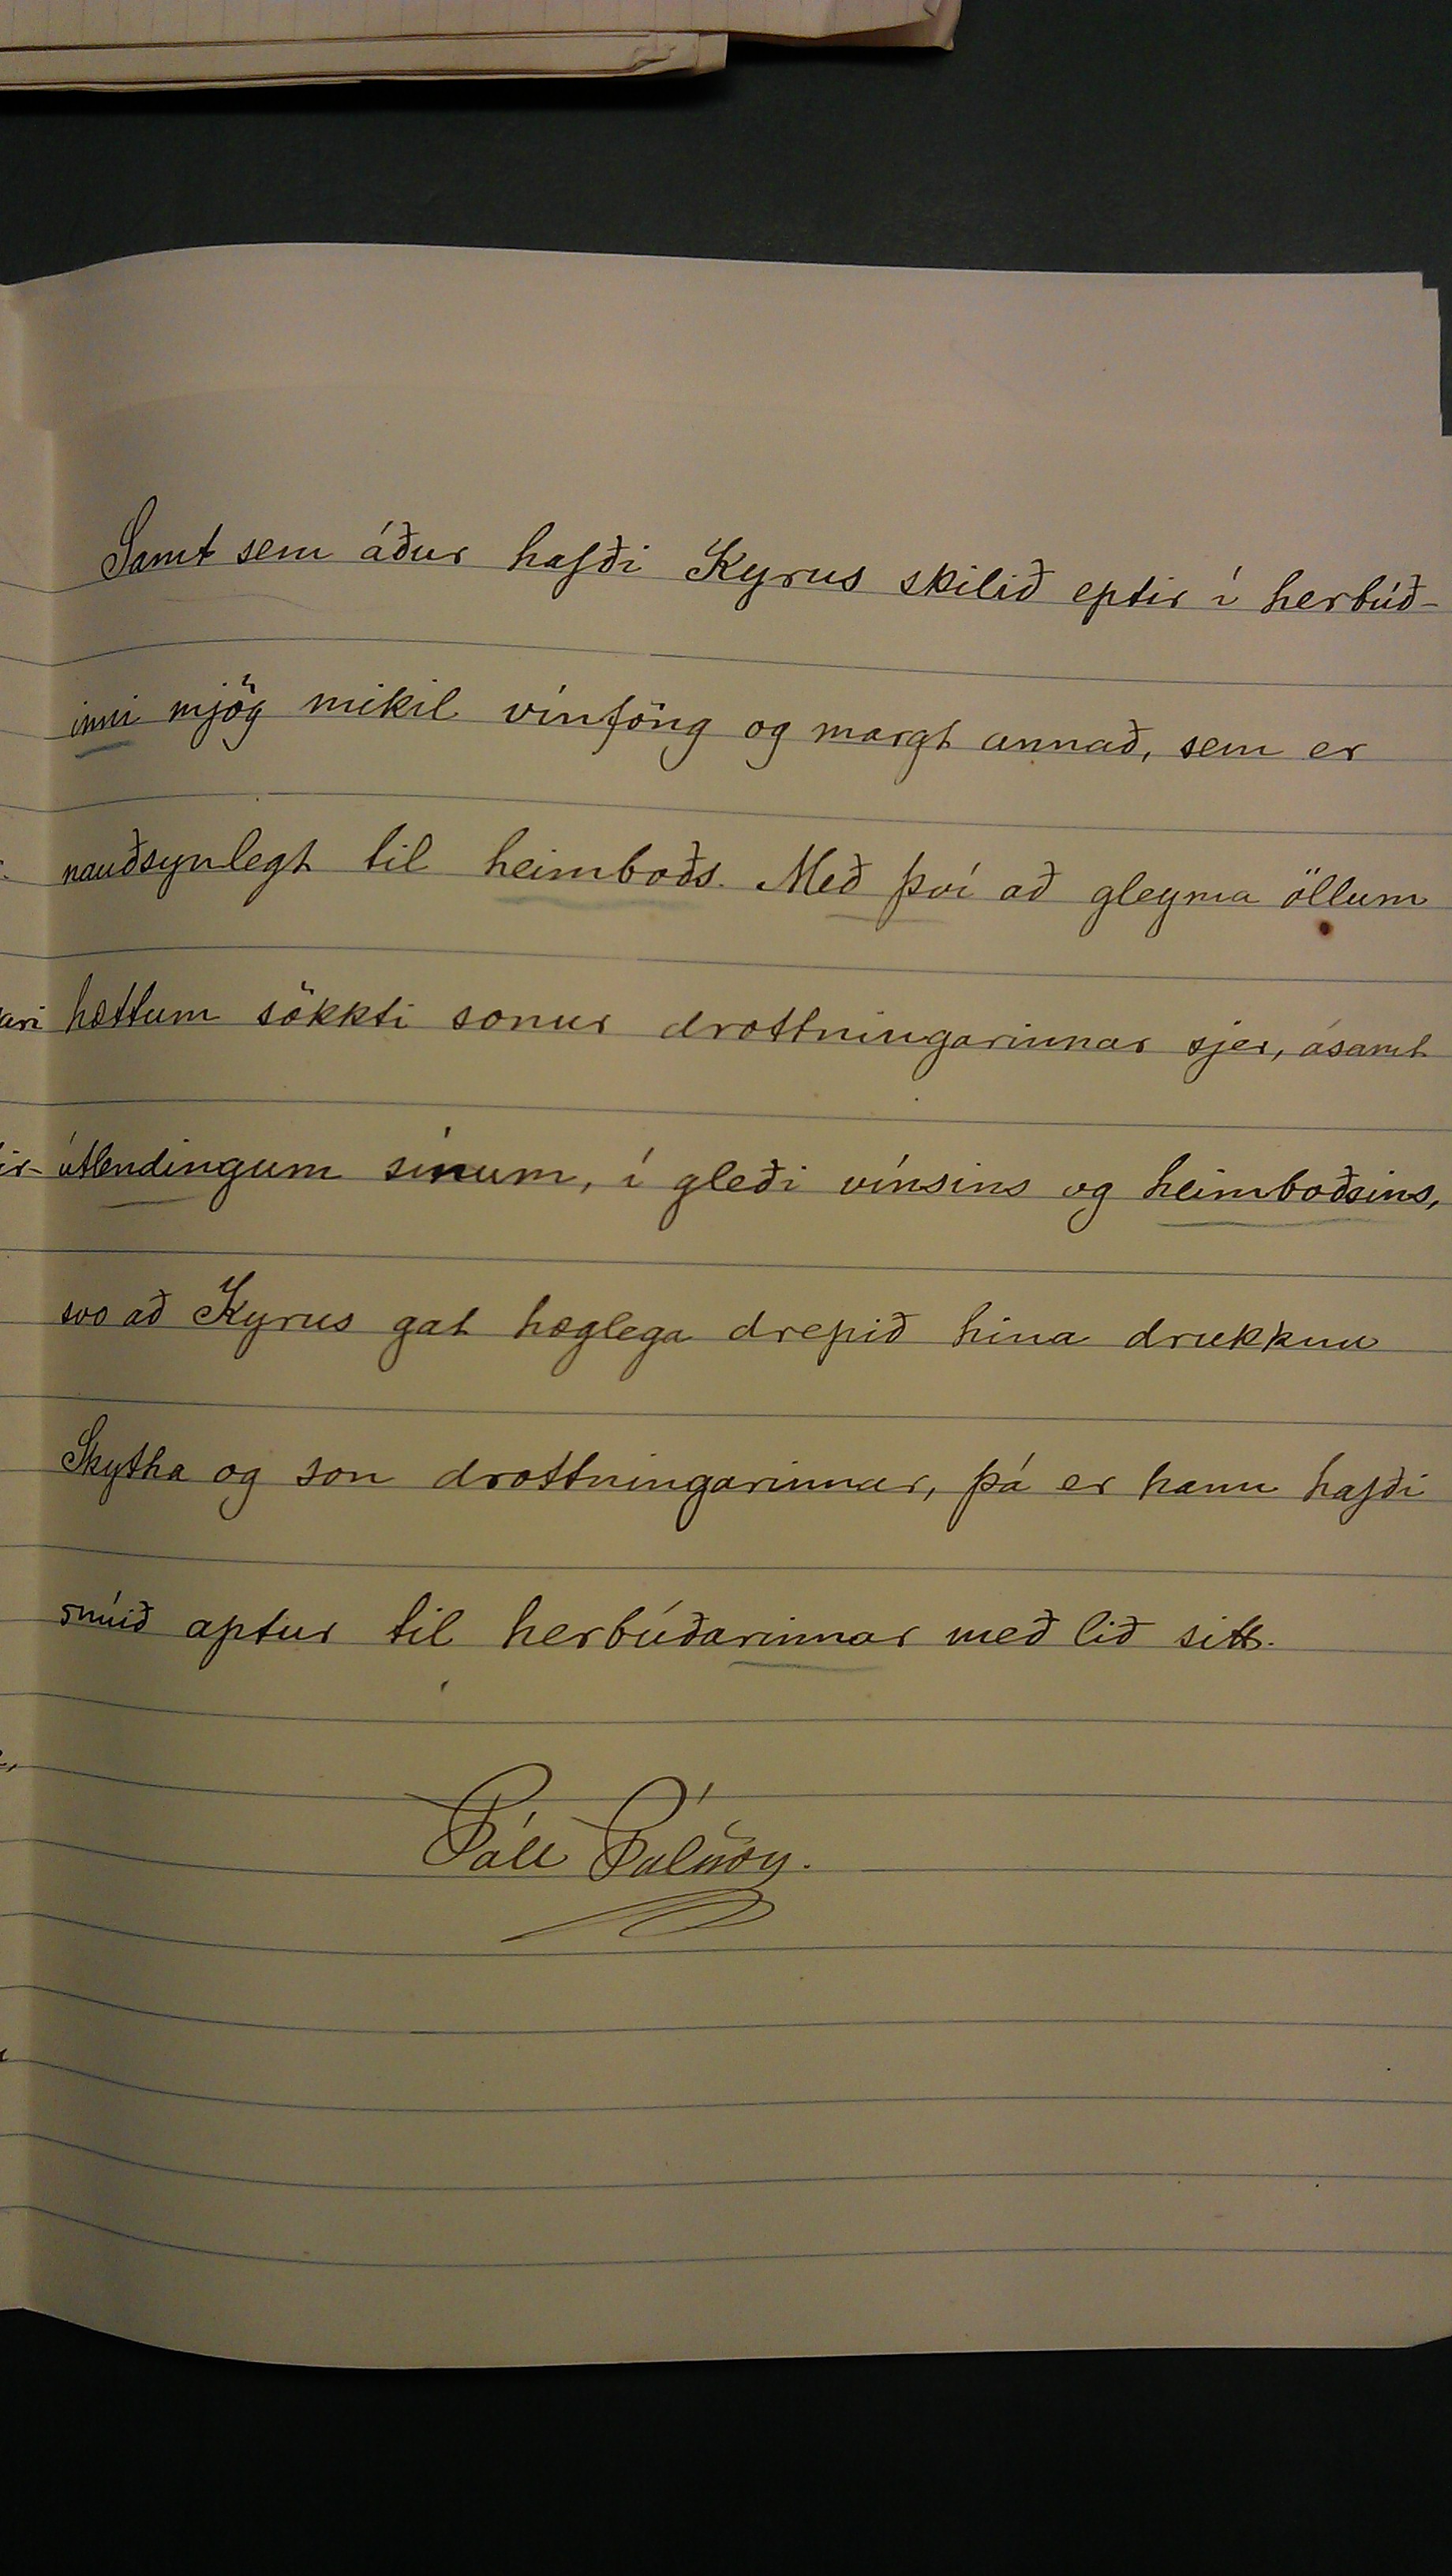 Samt sem áður hafði Kyrus skilið eptir í herbúð-
inni mjög mikil vínföng og margt annað, sem er
nauðsynlegt til heimboðs. Með því að gleyma öllum
hættum sökkti sonur drottningarinnar sjer, ásamt
útlendingum sínum, í gleði vínsins og heimboðsins,
svo að Kyrus gat hæglega drepið hina drukknu
Skytha og son drottningarinnar, þá er hann hafði
snúið aptur til herbúðarinnar með lið sitt.
Páll